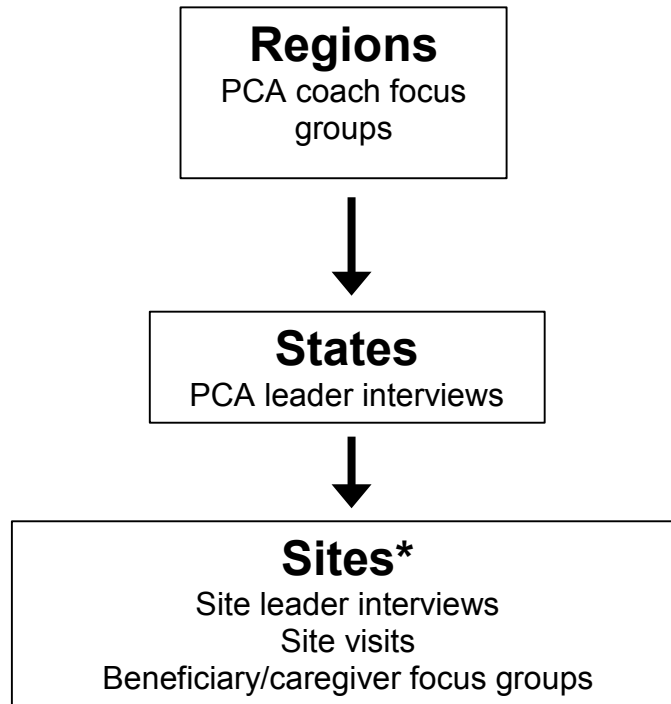 Regions
PCA coach focus
groups
States
PCA leader interviews
Sites*
Site leader interviews
Site visits
Beneficiary/caregiver focus groups